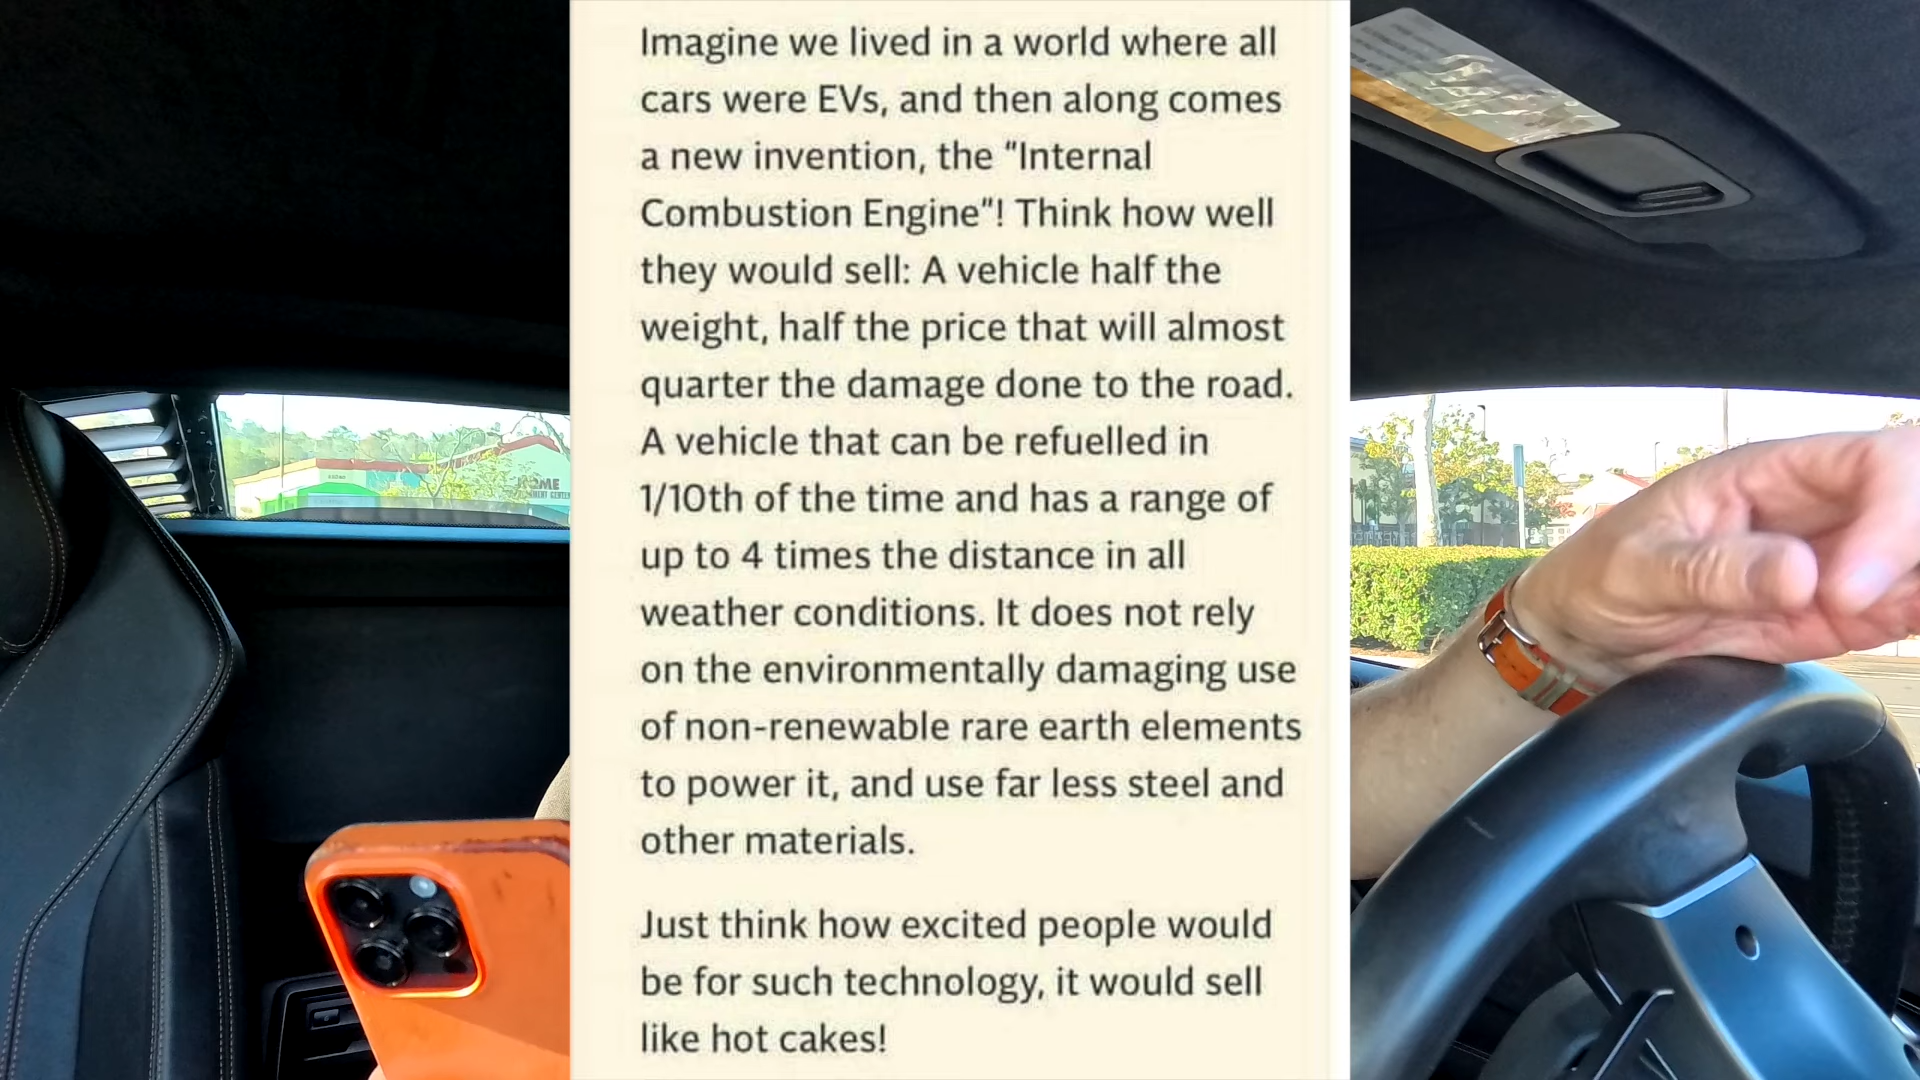 Imagine we lived in a world where all
cars were EVs, and then along comes
a new invention, the "Internal
Combustion Engine"! Think how well
they would sell: A vehicle half the
weight, half the price that will almost
quarter the damage done to the road.
A vehicle that can be refuelled in
1/10th of the time and has a range of
up to 4 times the distance in all
weather conditions. It does not rely
on the environmentally damaging use
of non-renewable rare earth elements
to power it, and use far less steel and
other materials.
Just think how excited people would
be for such technology, it would sell
like hot cakes!